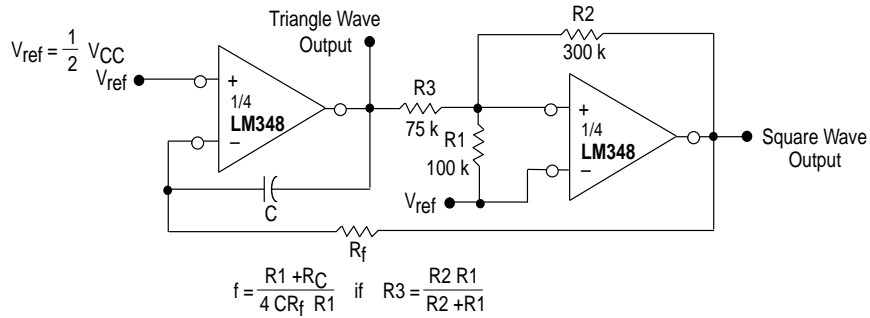 Triangle Wave
Output
V_ref = 1/2 V_CC
V_ref
+
1/4
LM348
−
C
R_f
R3
75 k
R1
100 k
V_ref
R2
300 k
+
1/4
LM348
−
Square Wave
Output
f = (R1 + R_C) / (4 CR_f R1) if R3 = (R2 R1) / (R2 + R1)